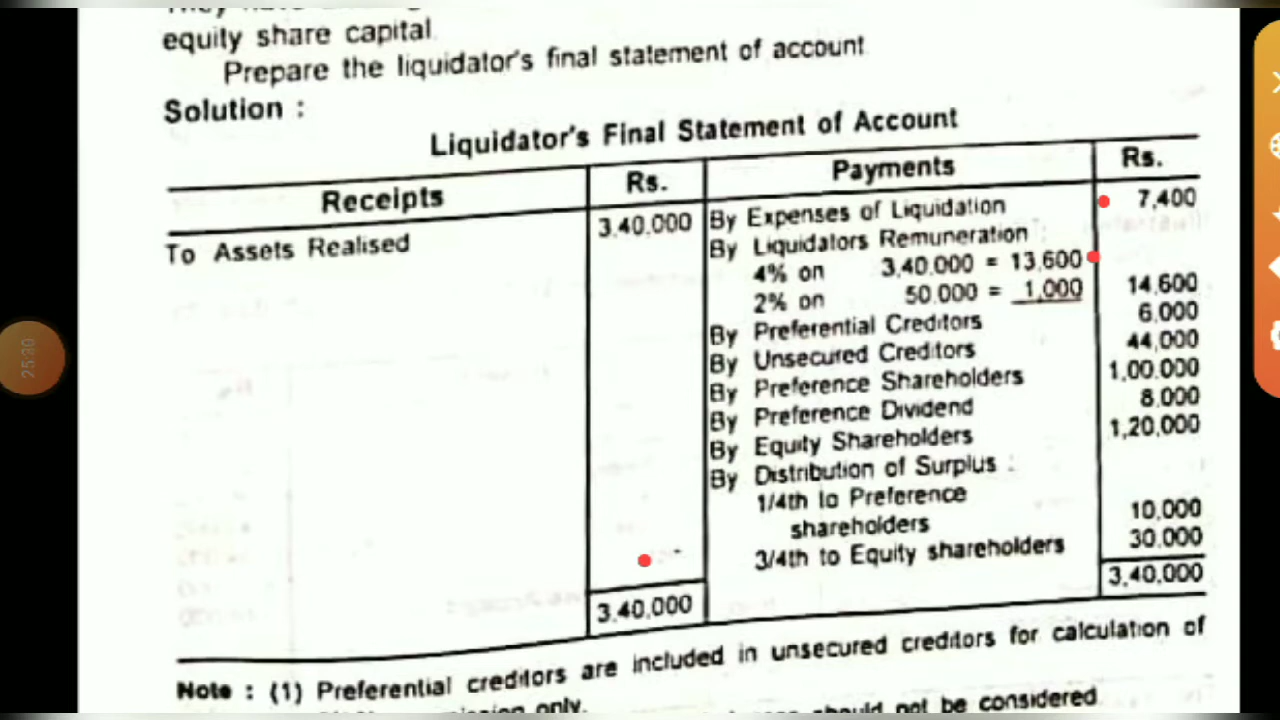 equity share capital
Prepare the liquidator's final statement of account
Solution :
Liquidator's Final Statement of Account
Receipts Rs. Payments Rs.
To Assets Realised 3,40,000 By Expenses of Liquidation 7,400
By Liquidators Remuneration
4% on 3,40,000 = 13,600
2% on 50.000 = 1,000 14,600
By Preferential Creditors 6,000
By Unsecured Creditors 44,000
By Preference Shareholders 1,00.000
By Preference Dividend 8,000
By Equity Shareholders 1,20,000
By Distribution of Surplus :
1/4th to Preference
shareholders 10,000
3/4th to Equity shareholders 30.000
3,40,000 3,40,000
Note : (1) Preferential creditors are included in unsecured creditors for calculation of
only.
should not be considered
25:30